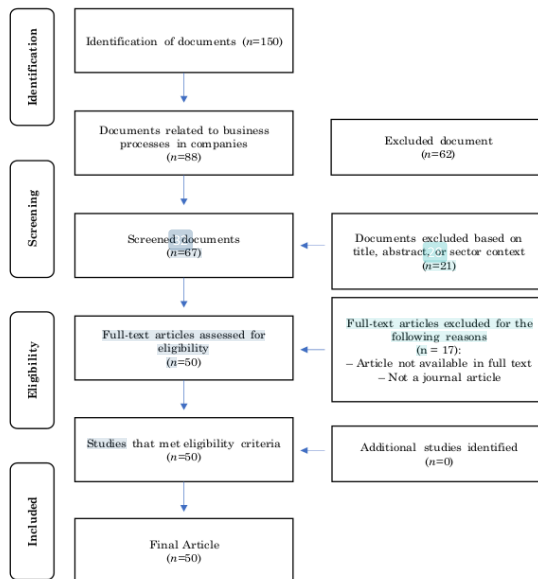 Identification
Identification of documents (n=150)
Documents related to business
processes in companies
(n=88)
Excluded document
(n=62)
Screening
Screened documents
(n=67)
Documents excluded based on
title, abstract, or sector context
(n=21)
Eligibility
Full-text articles assessed for
eligibility
(n=50)
Full-text articles excluded for the
following reasons
(n = 17):
– Article not available in full text
– Not a journal article
Studies that met eligibility criteria
(n=50)
Additional studies identified
(n=0)
Included
Final Article
(n=50)